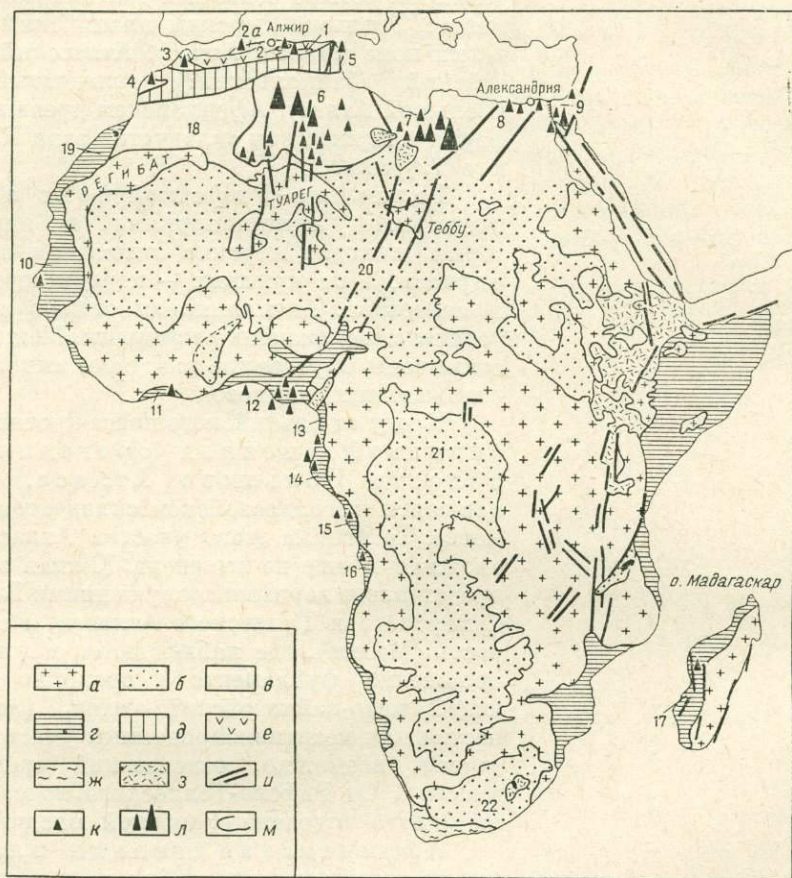 2а Алжир 1
3 2
4 5
6
Александрия
7 8 9
18
19
РЕГИБАТ
ТУАРЕГ
Теббу
10 20
11 12
13
14 21
15
16
о. Мадагаскар
17
22
а б в
г д е
ж з и
к л м